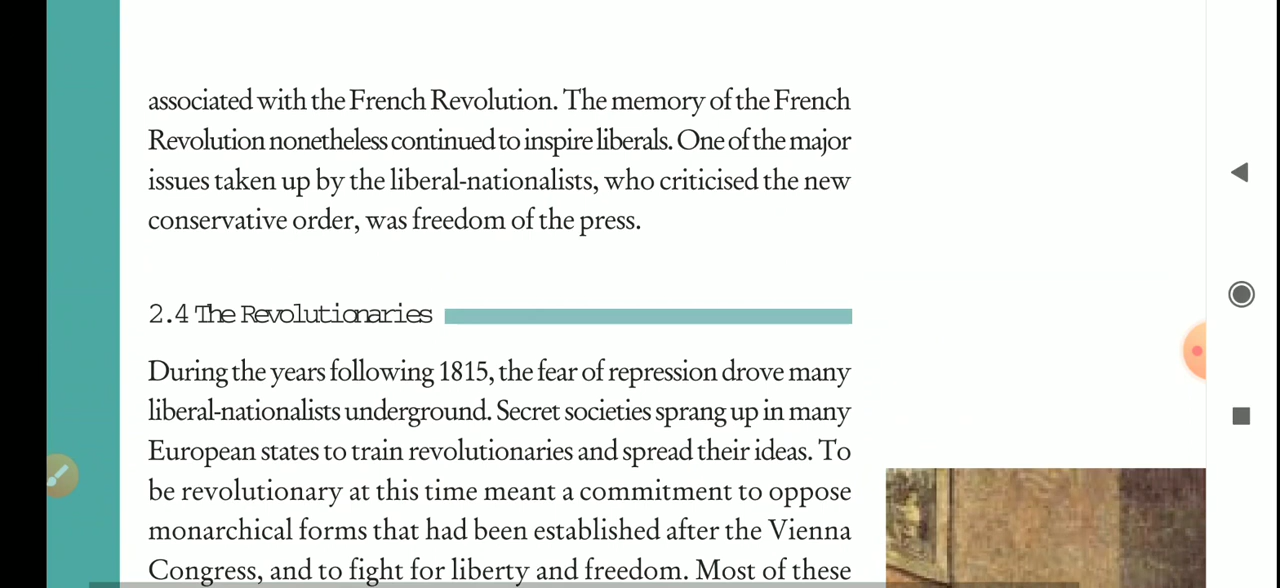 associated with the French Revolution. The memory of the French
Revolution nonetheless continued to inspire liberals. One of the major
issues taken up by the liberal-nationalists, who criticised the new
conservative order, was freedom of the press.
2.4 The Revolutionaries
During the years following 1815, the fear of repression drove many
liberal-nationalists underground. Secret societies sprang up in many
European states to train revolutionaries and spread their ideas. To
be revolutionary at this time meant a commitment to oppose
monarchical forms that had been established after the Vienna
Congress, and to fight for liberty and freedom. Most of these